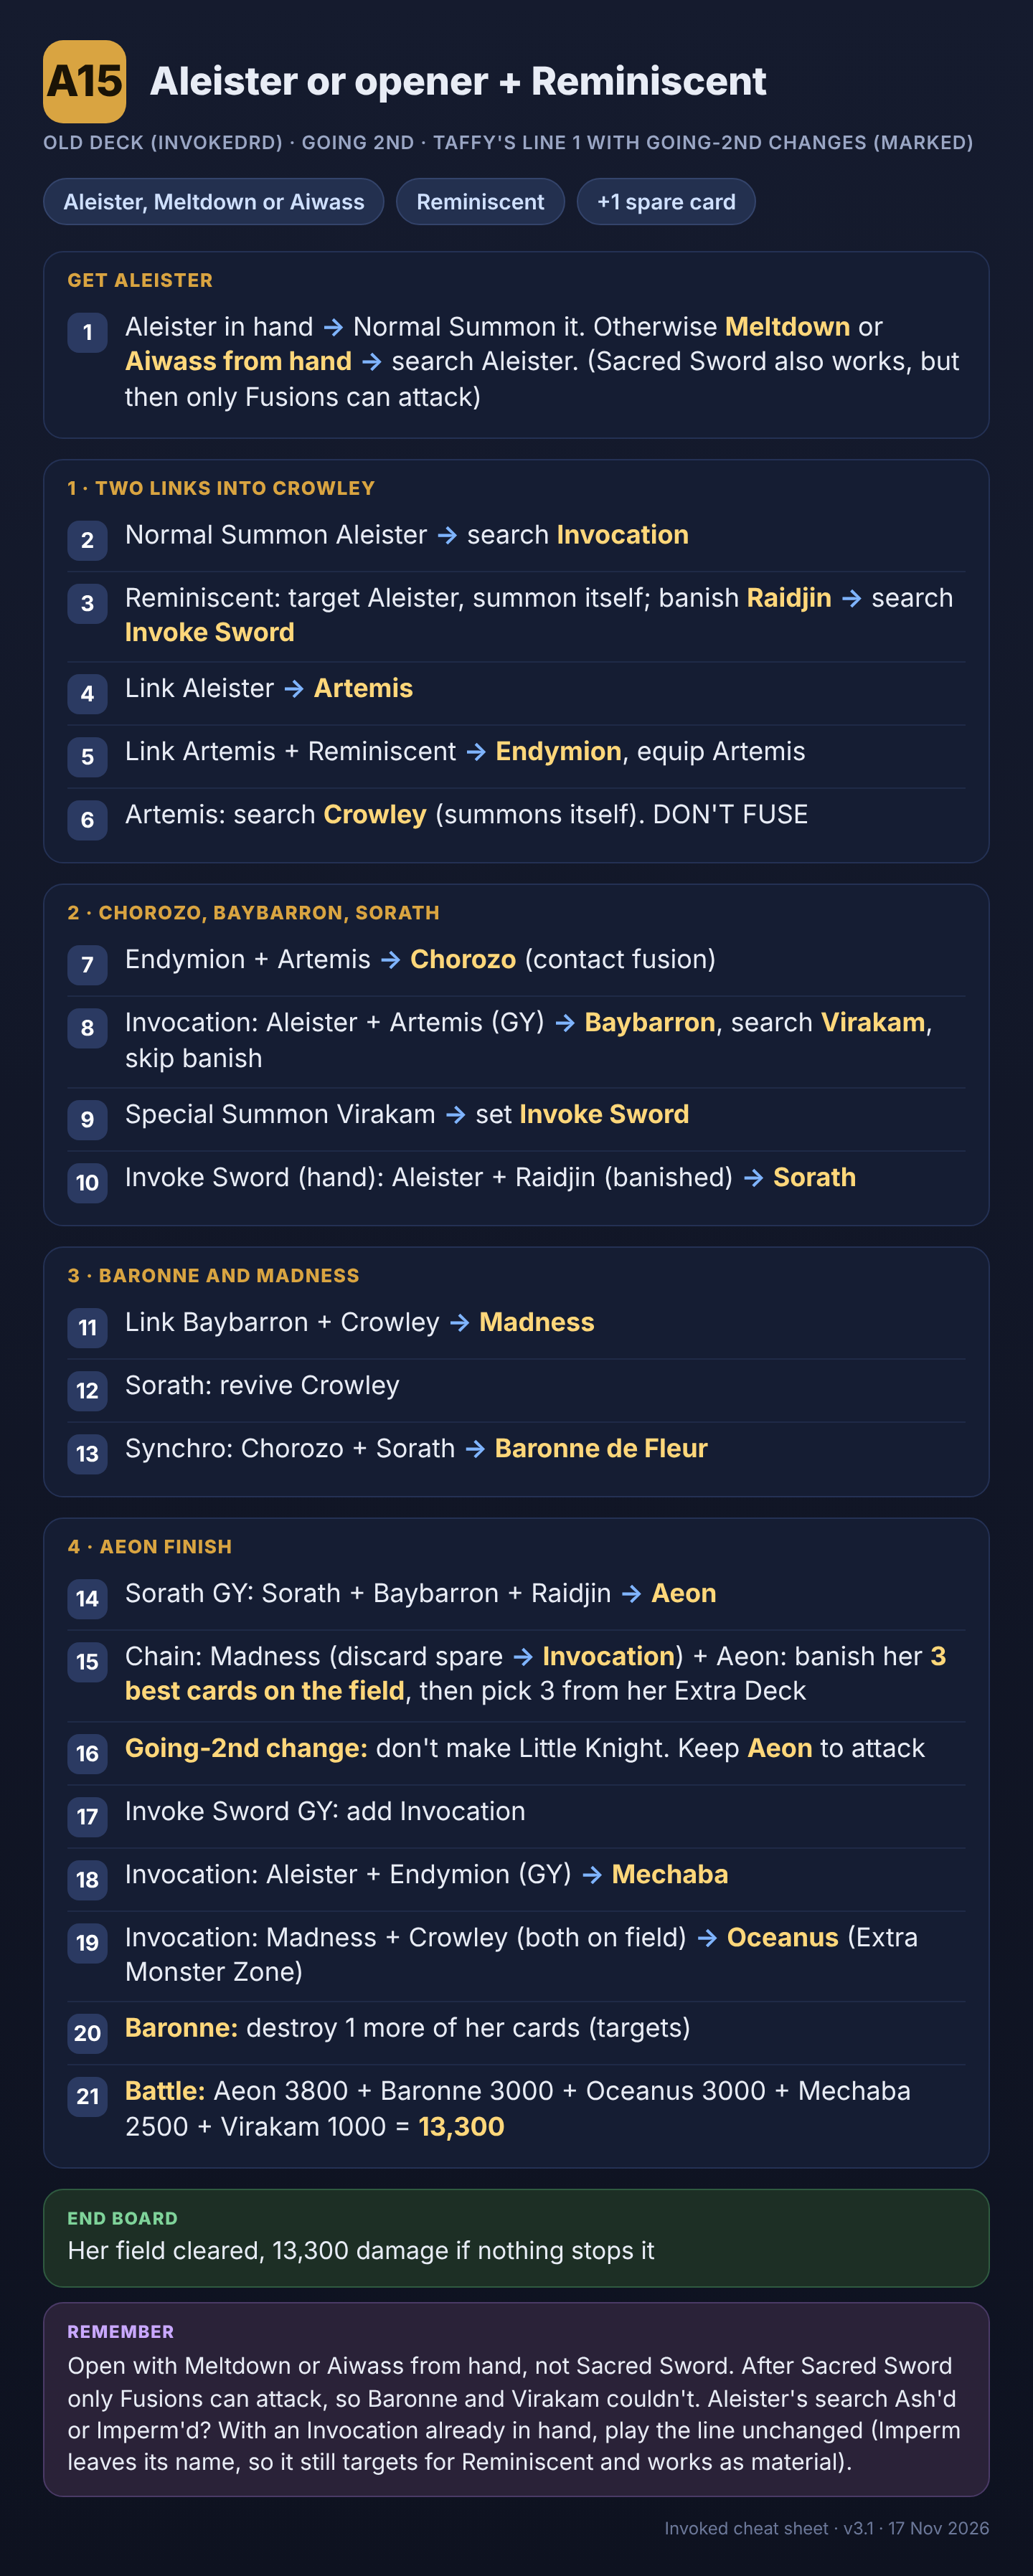 A15
Aleister or opener + Reminiscent
OLD DECK (INVOKEDRD) · GOING 2ND · TAFFY'S LINE 1 WITH GOING-2ND CHANGES (MARKED)
Aleister, Meltdown or Aiwass
Reminiscent
+1 spare card
GET ALEISTER
1
Aleister in hand → Normal Summon it. Otherwise Meltdown or
Aiwass from hand → search Aleister. (Sacred Sword also works, but
then only Fusions can attack)
1 · TWO LINKS INTO CROWLEY
2
Normal Summon Aleister → search Invocation
3
Reminiscent: target Aleister, summon itself; banish Raidjin → search
Invoke Sword
4
Link Aleister → Artemis
5
Link Artemis + Reminiscent → Endymion, equip Artemis
6
Artemis: search Crowley (summons itself). DON'T FUSE
2 · CHOROZO, BAYBARRON, SORATH
7
Endymion + Artemis → Chorozo (contact fusion)
8
Invocation: Aleister + Artemis (GY) → Baybarron, search Virakam,
skip banish
9
Special Summon Virakam → set Invoke Sword
10
Invoke Sword (hand): Aleister + Raidjin (banished) → Sorath
3 · BARONNE AND MADNESS
11
Link Baybarron + Crowley → Madness
12
Sorath: revive Crowley
13
Synchro: Chorozo + Sorath → Baronne de Fleur
4 · AEON FINISH
14
Sorath GY: Sorath + Baybarron + Raidjin → Aeon
15
Chain: Madness (discard spare → Invocation) + Aeon: banish her 3
best cards on the field, then pick 3 from her Extra Deck
16
Going-2nd change: don't make Little Knight. Keep Aeon to attack
17
Invoke Sword GY: add Invocation
18
Invocation: Aleister + Endymion (GY) → Mechaba
19
Invocation: Madness + Crowley (both on field) → Oceanus (Extra
Monster Zone)
20
Baronne: destroy 1 more of her cards (targets)
21
Battle: Aeon 3800 + Baronne 3000 + Oceanus 3000 + Mechaba
2500 + Virakam 1000 = 13,300
END BOARD
Her field cleared, 13,300 damage if nothing stops it
REMEMBER
Open with Meltdown or Aiwass from hand, not Sacred Sword. After Sacred Sword
only Fusions can attack, so Baronne and Virakam couldn't. Aleister's search Ash'd
or Imperm'd? With an Invocation already in hand, play the line unchanged (Imperm
leaves its name, so it still targets for Reminiscent and works as material).
Invoked cheat sheet · v3.1 · 17 Nov 2026